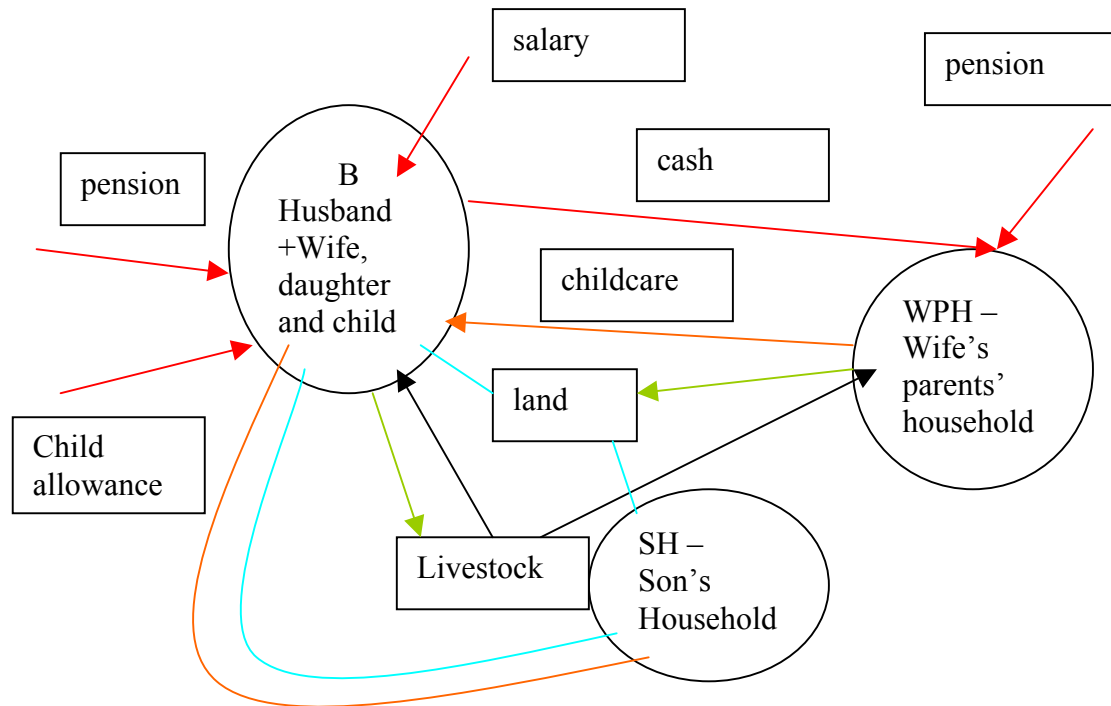 salary
pension
cash
pension
B
Husband
+Wife,
daughter
and child
childcare
WPH –
Wife’s
parents’
household
land
Child
allowance
Livestock
SH –
Son’s
Household